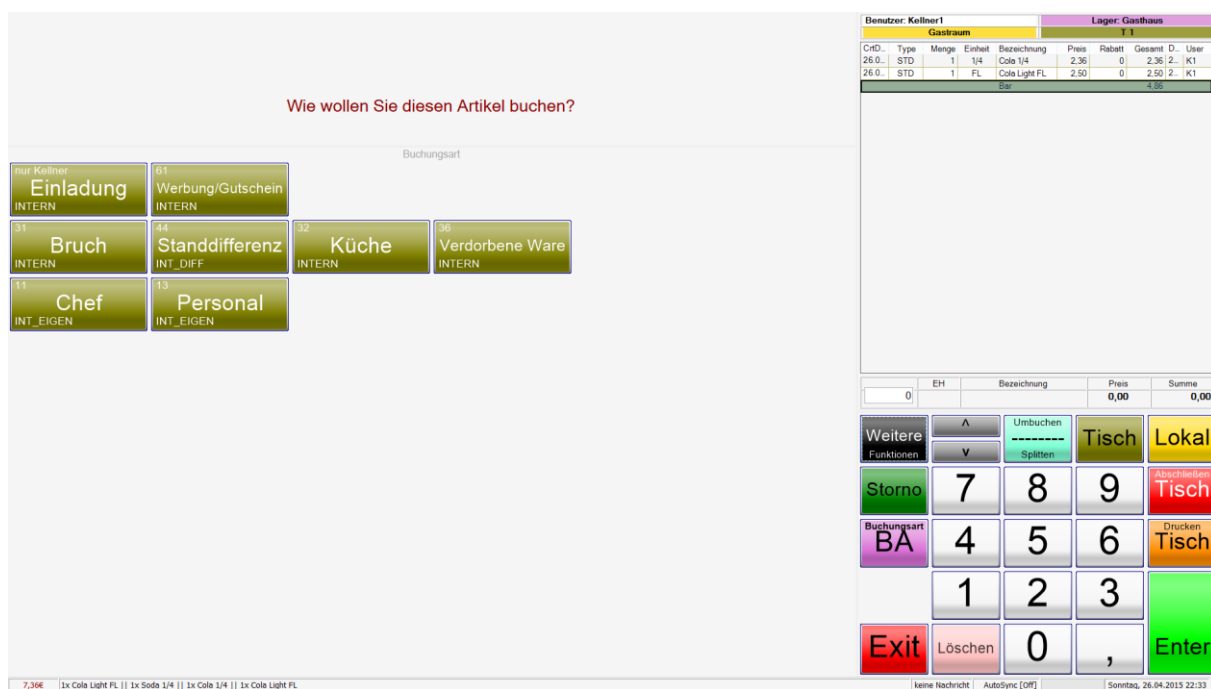 Benutzer: Kellner1 Lager: Gasthaus
Gastraum T 1
CrtD... Type Menge Einheit Bezeichnung Preis Rabatt Gesamt D... User
26.0... STD 1 1/4 Cola 1/4 2,36 0 2,36 2... K1
26.0... STD 1 FL Cola Light FL 2,50 0 2,50 2... K1
Bar 4,86
Wie wollen Sie diesen Artikel buchen?
Buchungsart
nur Kellner
Einladung
INTERN
61
Werbung/Gutschein
INTERN
31
Bruch
INTERN
44
Standdifferenz
INT_DIFF
32
Küche
INTERN
36
Verdorbene Ware
INTERN
11
Chef
INT_EIGEN
13
Personal
INT_EIGEN
EH Bezeichnung Preis Summe
0 0,00 0,00
Weitere
Funktionen
Λ
V
Umbuchen
--------
Splitten
Tisch
Lokal
Storno
7 8 9
Abschließen
Tisch
Buchungsart
BA
4 5 6
Drucken
Tisch
1 2 3
Exit
Löschen
0 ,
Enter
7,36€ 1x Cola Light FL || 1x Soda 1/4 || 1x Cola 1/4 || 1x Cola Light FL keine Nachricht AutoSync [Off] Sonntag, 26.04.2015 22:33